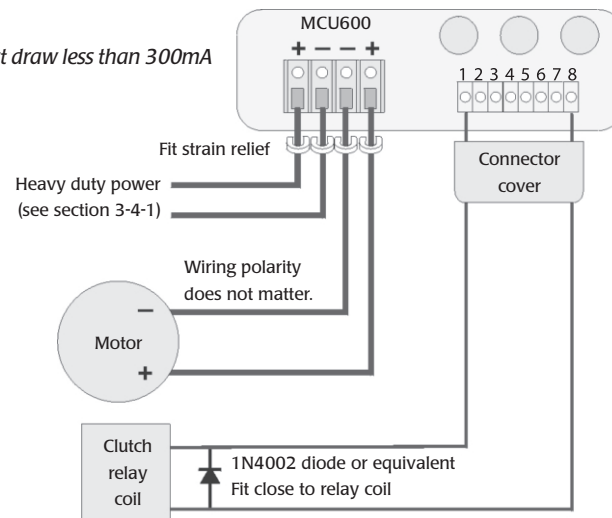 MCU600
t draw less than 300mA
+ − − +
1 2 3 4 5 6 7 8
Fit strain relief
Connector
cover
Heavy duty power
(see section 3-4-1)
Wiring polarity
does not matter.
−
Motor
+
Clutch
relay
coil
1N4002 diode or equivalent
Fit close to relay coil